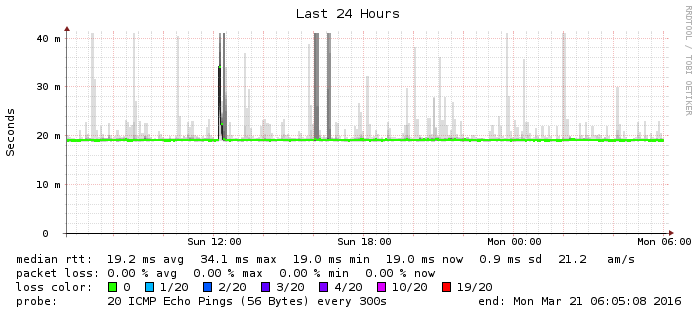 Last 24 Hours
RRDTOOL / TOBI OETIKER
Seconds
40 m
30 m
20 m
10 m
0
Sun 12:00 Sun 18:00 Mon 00:00 Mon 06:00
median rtt: 19.2 ms avg 34.1 ms max 19.0 ms min 19.0 ms now 0.9 ms sd 21.2 am/s
packet loss: 0.00 % avg 0.00 % max 0.00 % min 0.00 % now
loss color: 0 1/20 2/20 3/20 4/20 10/20 19/20
probe: 20 ICMP Echo Pings (56 Bytes) every 300s end: Mon Mar 21 06:05:08 2016